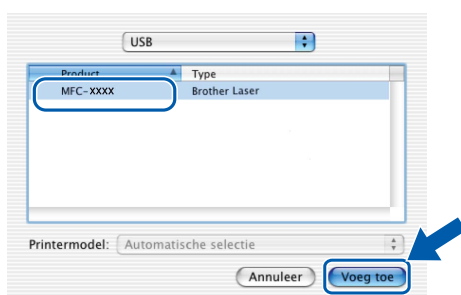 USB
Product Type
MFC-XXXX Brother Laser
Printermodel: Automatische selectie
Annuleer Voeg toe